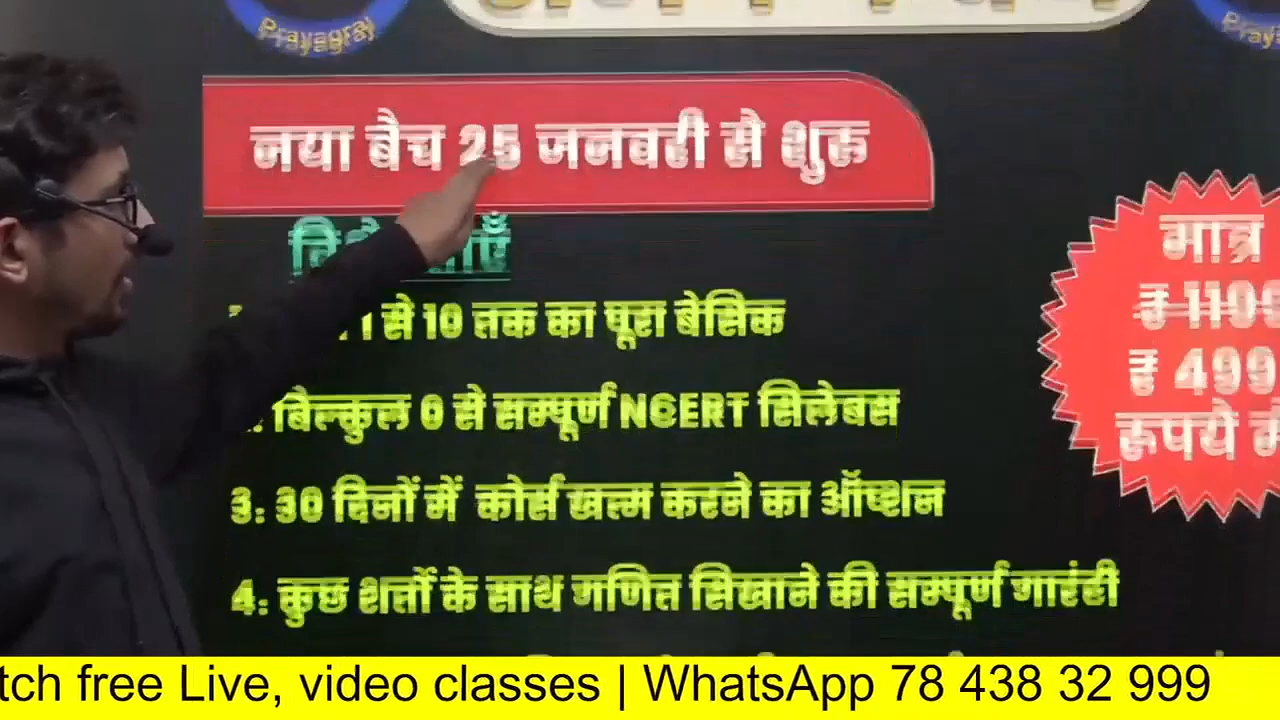 Prayagraj
नया बैच 25 जनवरी से शुरू
1 से 10 तक का पूरा बेसिक
बिल्कुल 0 से सम्पूर्ण NCERT सिलेबस
3: 30 दिनों में कोर्स खत्म करने का ऑप्शन
4: कुछ शर्तो के साथ गणित सिखाने की सम्पूर्ण गारंटी
मात्र
₹ 1199
₹ 499
रूपये
tch free Live, video classes | WhatsApp 78 438 32 999